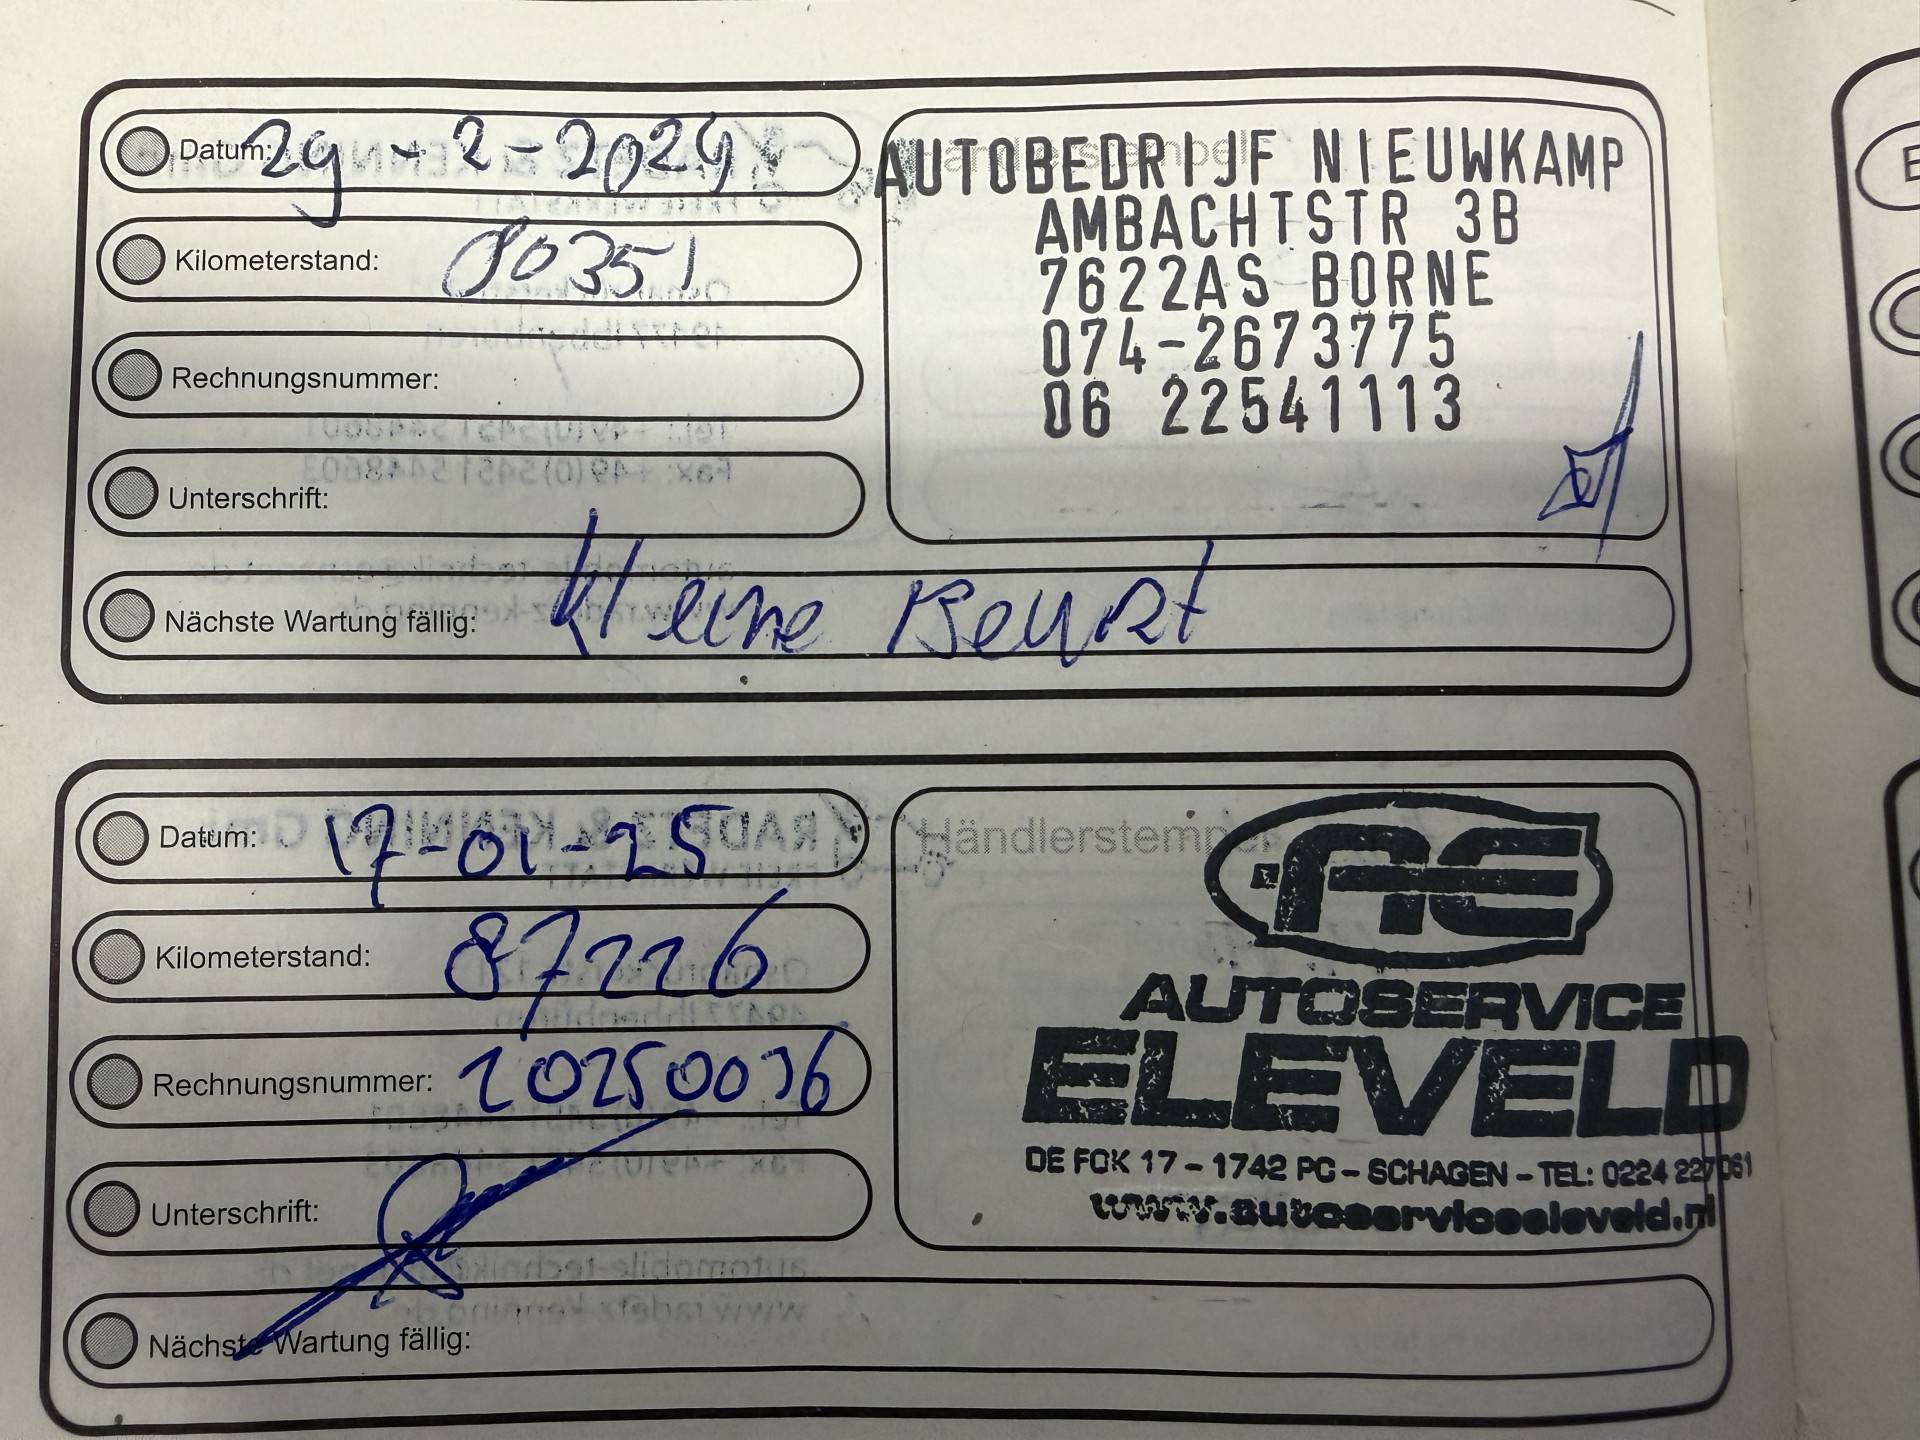 Datum: 29-2-2024
Kilometerstand: 80351
Rechnungsnummer:
Unterschrift:
Nächste Wartung fällig: Kleine Beurt
AUTOBEDRIJF NIEUWKAMP
AMBACHTSTR 3B
7622AS BORNE
074-2673775
06 22541113
Datum: 17-01-25
Kilometerstand: 87226
Rechnungsnummer: 20250036
Unterschrift:
Nächste Wartung fällig:
Händlerstempel
AE
AUTOSERVICE
ELEVELD
DE FOK 17 - 1742 PC - SCHAGEN - TEL: 0224 227061
www.autoserviceeleveld.nl